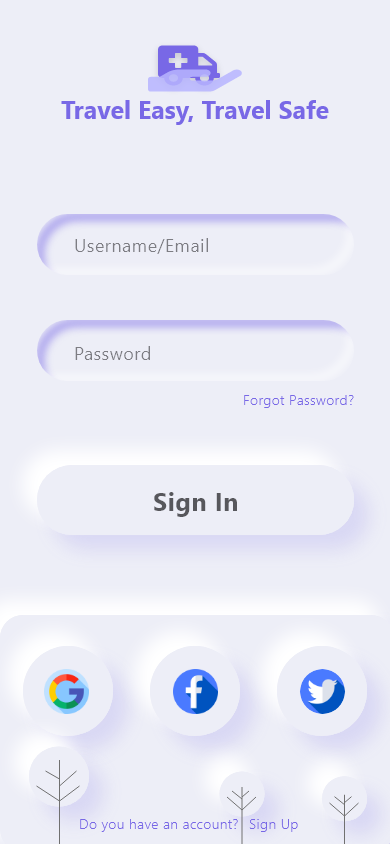 Travel Easy, Travel Safe
Username/Email
Password
Forgot Password?
Sign In
Do you have an account? Sign Up